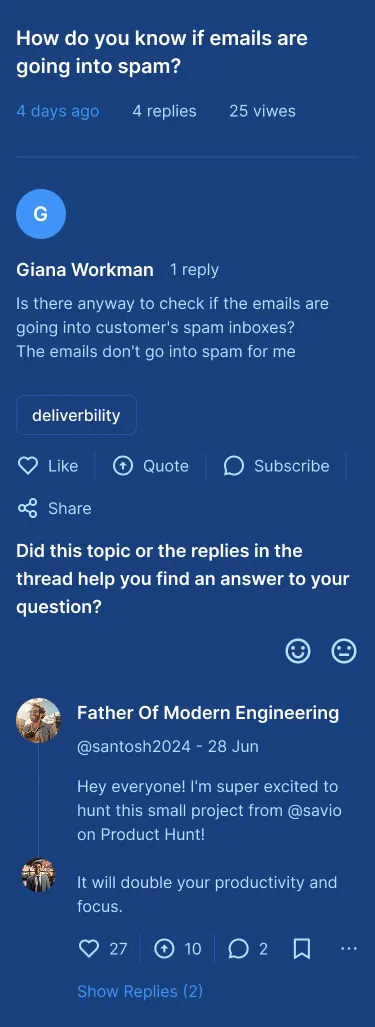 How do you know if emails are
going into spam?
4 days ago 4 replies 25 viwes
G
Giana Workman 1 reply
Is there anyway to check if the emails are
going into customer's spam inboxes?
The emails don't go into spam for me
deliverbility
Like Quote Subscribe
Share
Did this topic or the replies in the
thread help you find an answer to your
question?
Father Of Modern Engineering
@santosh2024 - 28 Jun
Hey everyone! I'm super excited to
hunt this small project from @savio
on Product Hunt!
It will double your productivity and
focus.
27 10 2 ...
Show Replies (2)